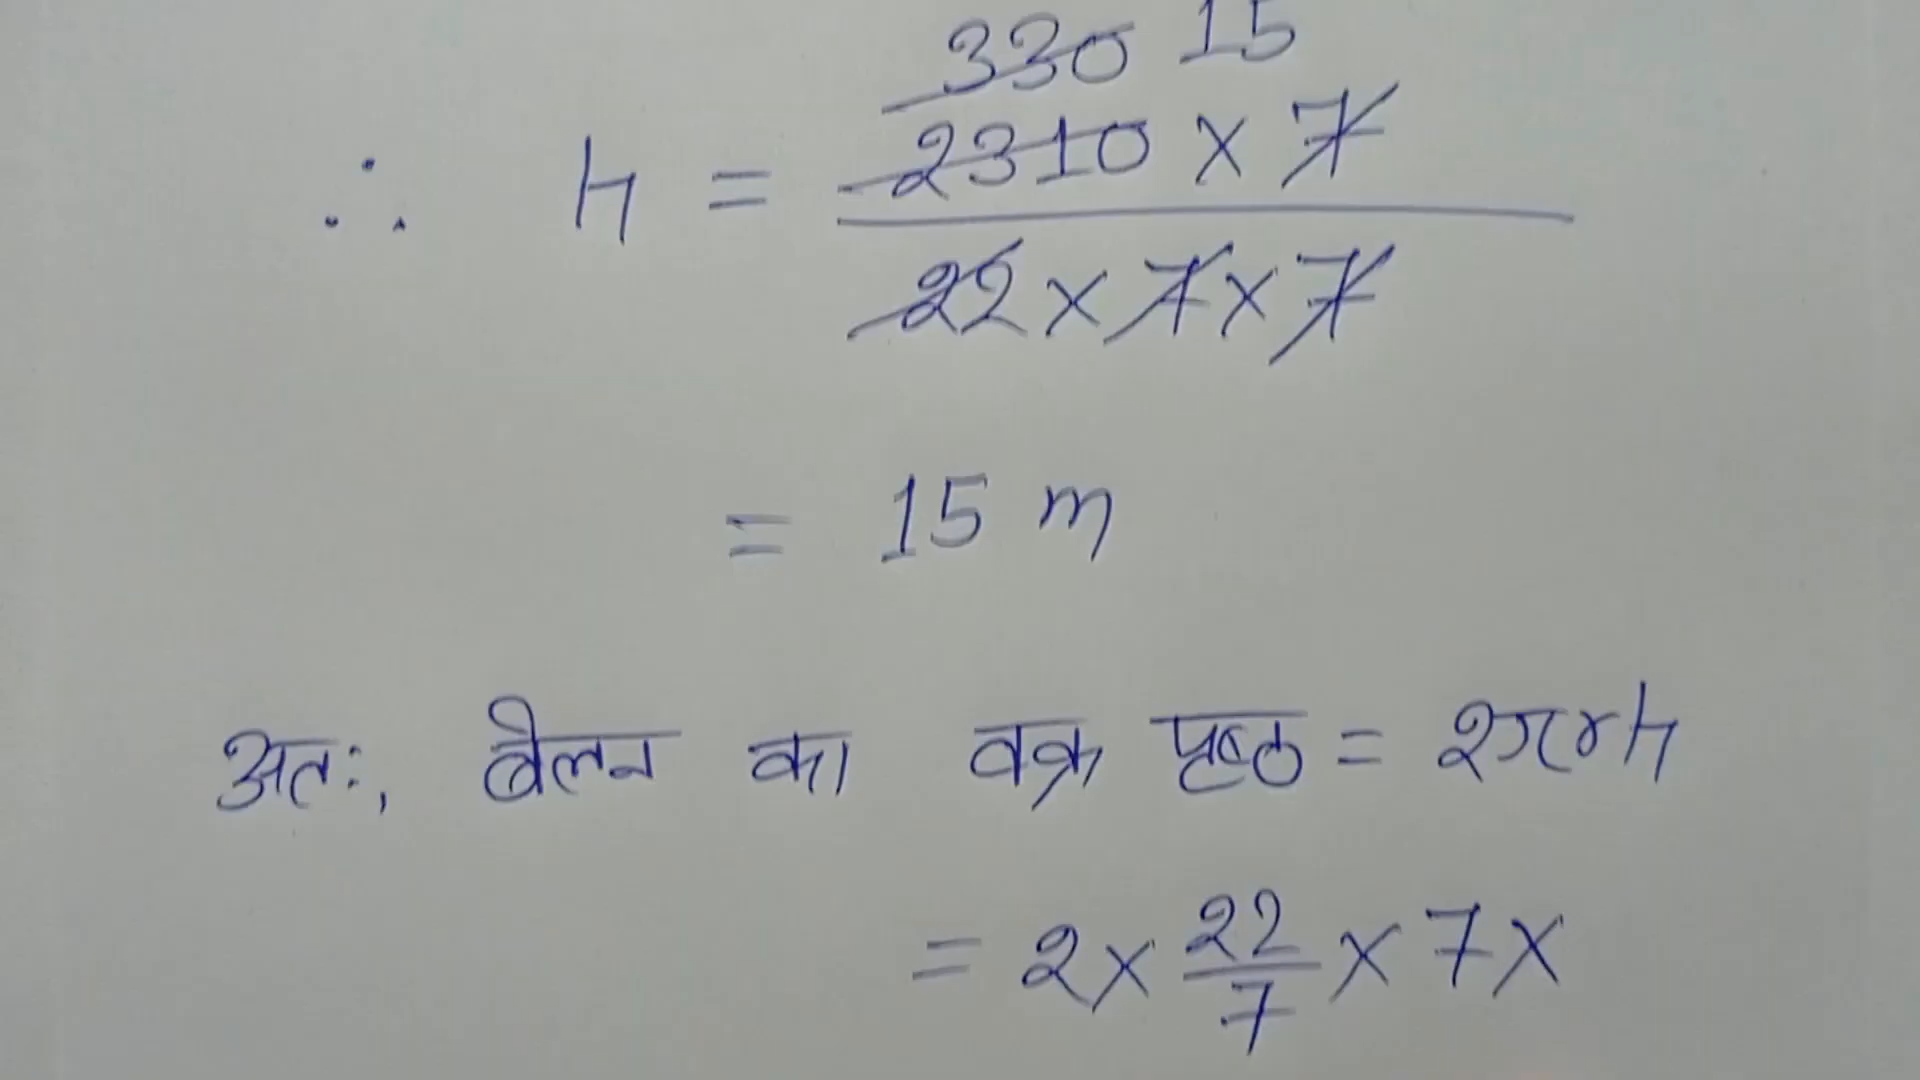 330 15
∴ h = 2310 × 7
22 × 7 × 7
= 15 m
अतः, बेलन का वक्र पृष्ठ = 2πrh
= 2 × 22/7 × 7 ×